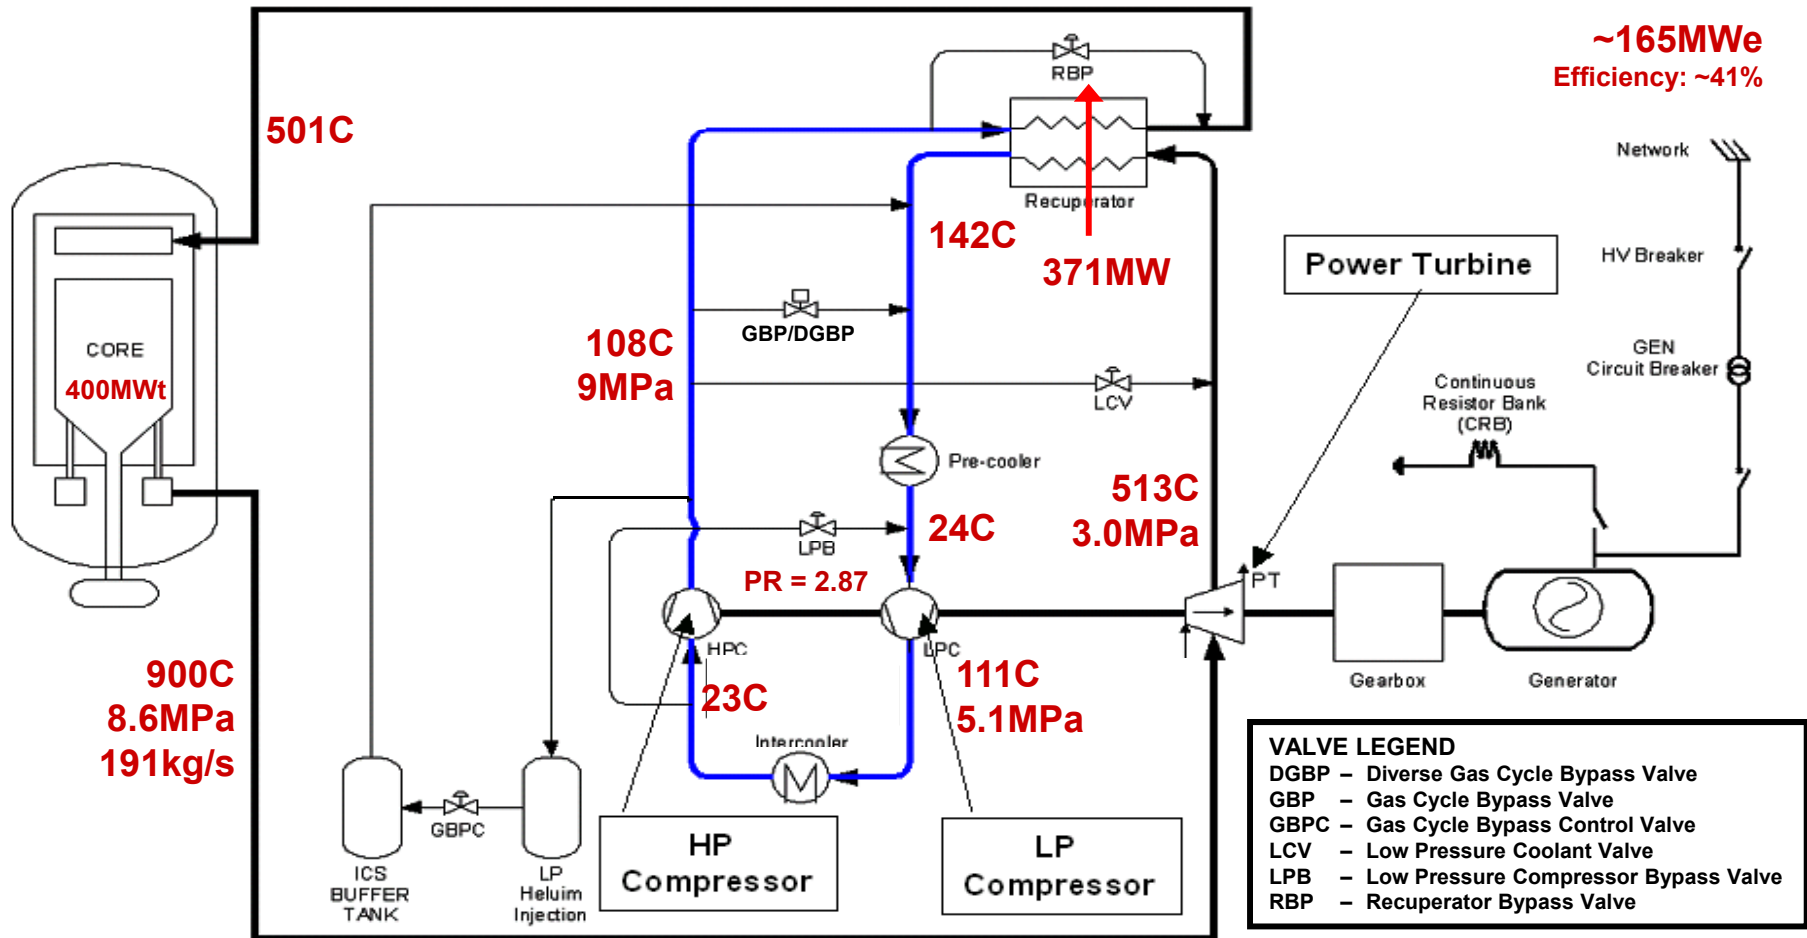 ~165MWe
Efficiency: ~41%
RBP
501C
Network
Recuperator
142C
371MW
Power Turbine
HV Breaker
GBP/DGBP
108C
9MPa
CORE
400MWt
LCV
GEN
Circuit Breaker
Continuous
Resistor Bank
(CRB)
Pre-cooler
513C
3.0MPa
24C
LPB
PR = 2.87
PT
HPC
LPC
900C
8.6MPa
191kg/s
23C
111C
5.1MPa
Gearbox
Generator
Intercooler
GBPC
ICS
BUFFER
TANK
LP
Heluim
Injection
HP
Compressor
LP
Compressor
VALVE LEGEND
DGBP – Diverse Gas Cycle Bypass Valve
GBP – Gas Cycle Bypass Valve
GBPC – Gas Cycle Bypass Control Valve
LCV – Low Pressure Coolant Valve
LPB – Low Pressure Compressor Bypass Valve
RBP – Recuperator Bypass Valve